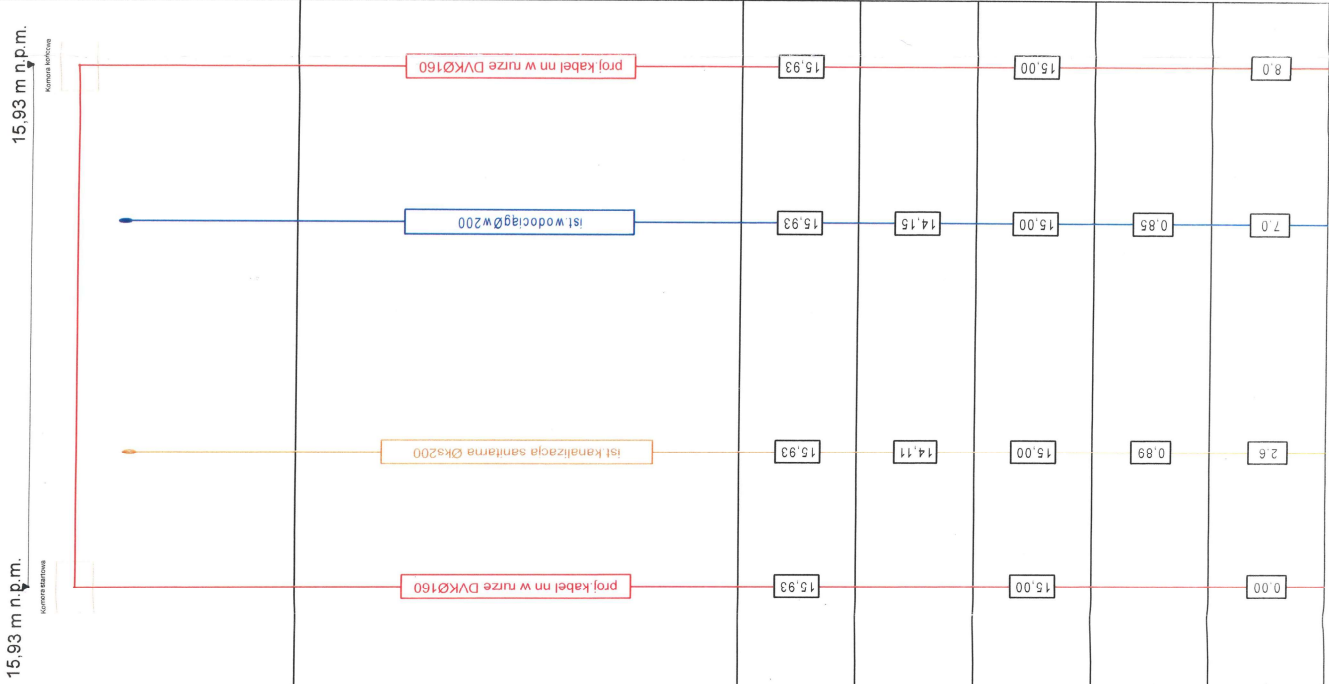 15,93 m n.p.m.
Komora końcowa
proj.kabel nn w rurze DVKØ160
15,93
15,00
8.0
ist.wodociągØw200
15,93
14,15
15,00
0,85
7.0
ist kanalizacja sanitarna Øks200
15,93
14,11
15,00
0,89
2.6
15,93 m n.p.m.
Komora startowa
proj.kabel nn w rurze DVKØ160
15,93
15,00
0.00